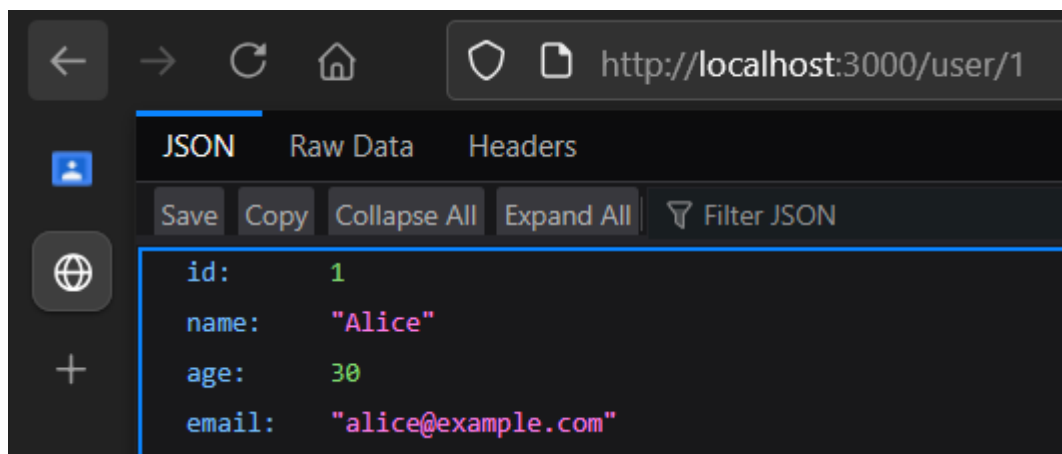 http://localhost:3000/user/1
JSON Raw Data Headers
Save Copy Collapse All Expand All Filter JSON
id: 1
name: "Alice"
age: 30
email: "alice@example.com"